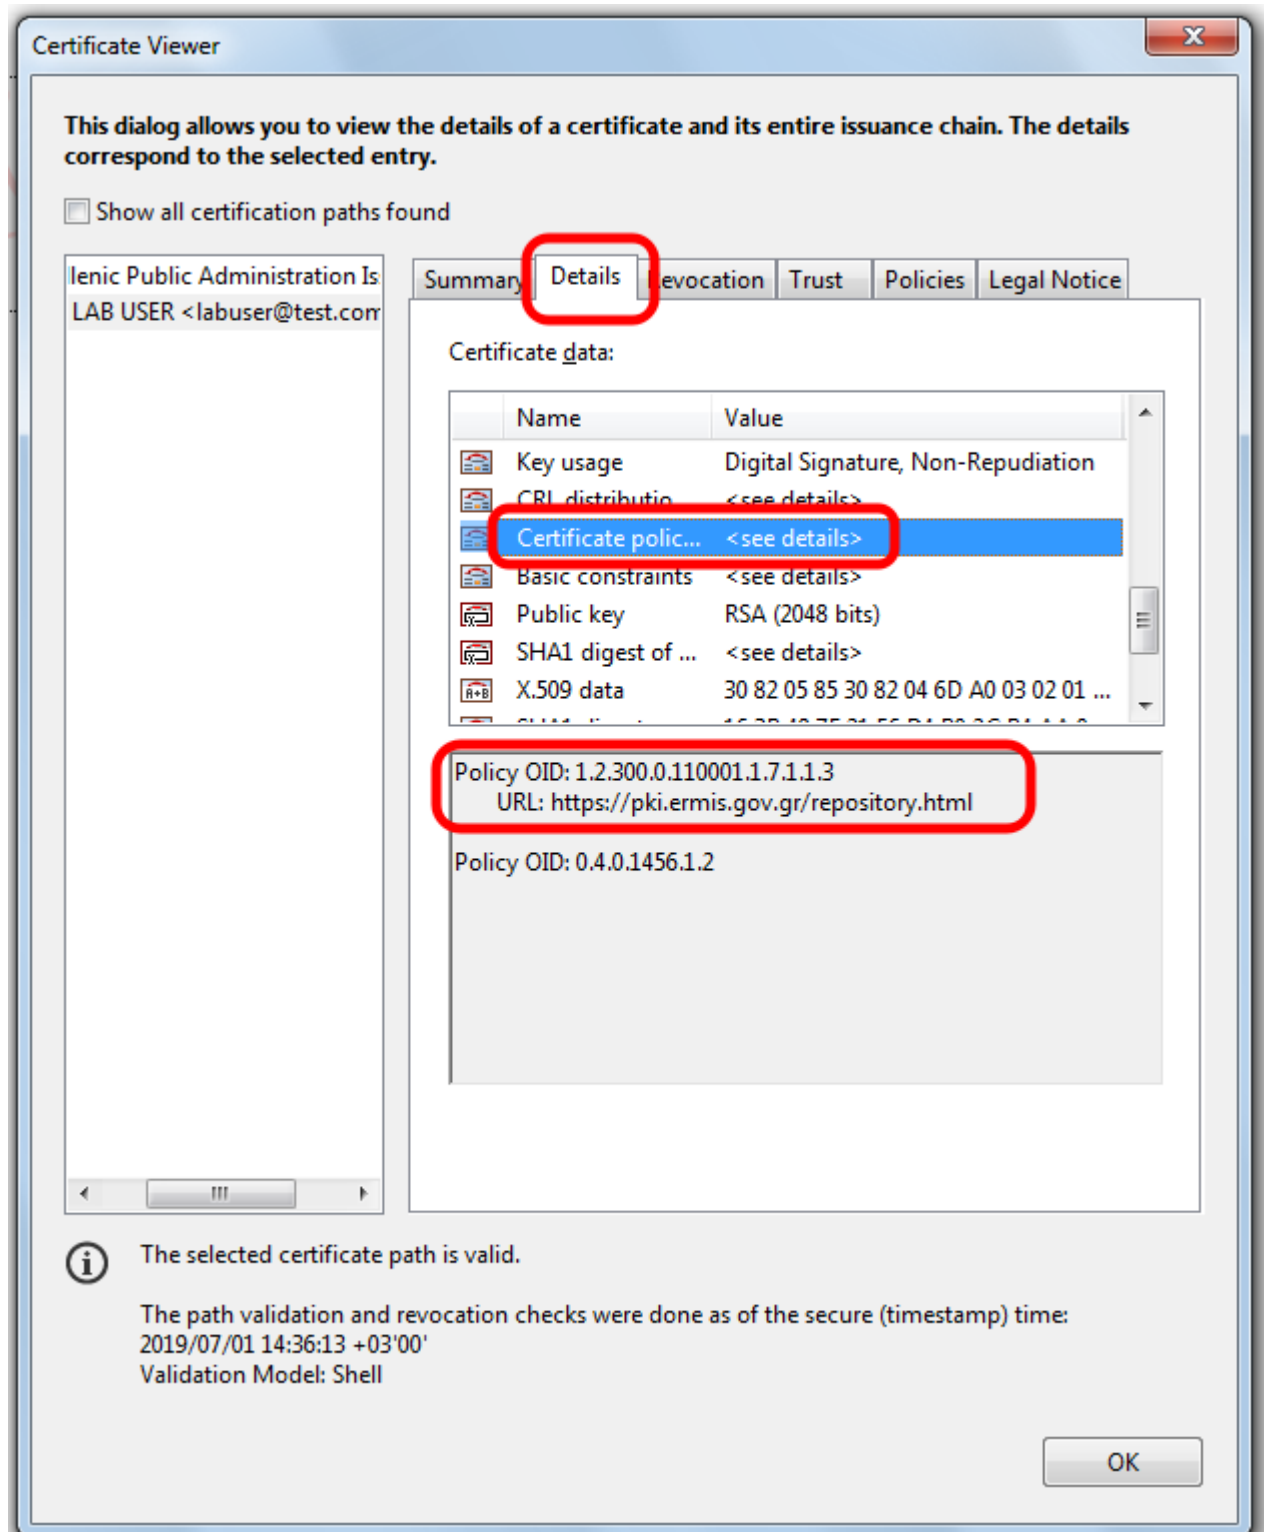 Certificate Viewer
This dialog allows you to view the details of a certificate and its entire issuance chain. The details
correspond to the selected entry.
Show all certification paths found
lenic Public Administration Is
LAB USER <labuser@test.com
Summary Details Revocation Trust Policies Legal Notice
Certificate data:
Name Value
Key usage Digital Signature, Non-Repudiation
CRL distributio... <see details>
Certificate polic... <see details>
Basic constraints <see details>
Public key RSA (2048 bits)
SHA1 digest of ... <see details>
X.509 data 30 82 05 85 30 82 04 6D A0 03 02 01 ...
Policy OID: 1.2.300.0.110001.1.7.1.1.3
URL: https://pki.ermis.gov.gr/repository.html
Policy OID: 0.4.0.1456.1.2
The selected certificate path is valid.
The path validation and revocation checks were done as of the secure (timestamp) time:
2019/07/01 14:36:13 +03'00'
Validation Model: Shell
OK